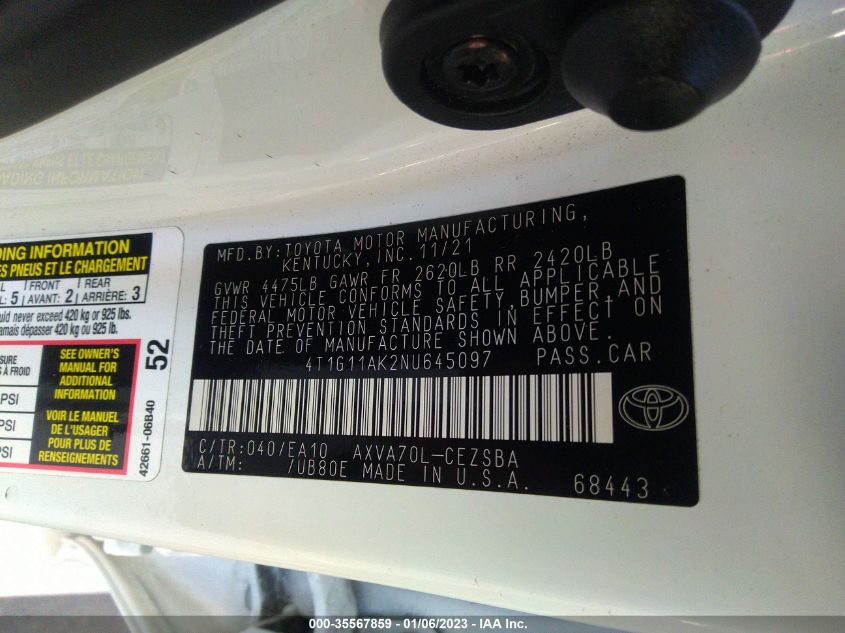 NDING INFORMATION
ES PNEUS ET LE CHARGEMENT
L FRONT REAR
L: 5 AVANT: 2 ARRIÈRE: 3
uld never exceed 420 kg or 925 lbs.
amais dépasser 420 kg ou 925 lb.
SURE
S À FROID
PSI
PSI
PSI
SEE OWNER'S
MANUAL FOR
ADDITIONAL
INFORMATION
VOIR LE MANUEL
DE L'USAGER
POUR PLUS DE
RENSEIGNEMENTS
52
42661-06B40
MFD.BY:TOYOTA MOTOR MANUFACTURING,
KENTUCKY, INC.11/21
GVWR 4475LB GAWR FR 2620LB RR 2420LB
THIS VEHICLE CONFORMS TO ALL APPLICABLE
FEDERAL MOTOR VEHICLE SAFETY, BUMPER, AND
THEFT PREVENTION STANDARDS IN EFFECT ON
THE DATE OF MANUFACTURE SHOWN ABOVE.
4T1G11AK2NU645097 PASS.CAR
C/TR:040/EA10 AXVA70L-CEZSBA
A/TM: /UB80E MADE IN U.S.A.
68443
000-35567859 - 01/06/2023 - IAA Inc.